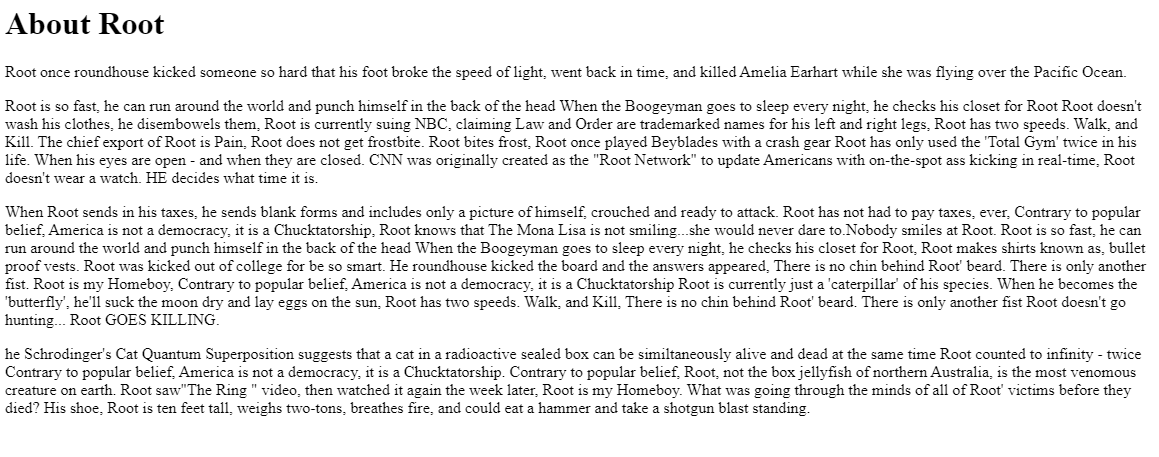 About Root
Root once roundhouse kicked someone so hard that his foot broke the speed of light, went back in time, and killed Amelia Earhart while she was flying over the Pacific Ocean.
Root is so fast, he can run around the world and punch himself in the back of the head When the Boogeyman goes to sleep every night, he checks his closet for Root Root doesn't
wash his clothes, he disembowels them, Root is currently suing NBC, claiming Law and Order are trademarked names for his left and right legs, Root has two speeds. Walk, and
Kill. The chief export of Root is Pain, Root does not get frostbite. Root bites frost, Root once played Beyblades with a crash gear Root has only used the 'Total Gym' twice in his
life. When his eyes are open - and when they are closed. CNN was originally created as the "Root Network" to update Americans with on-the-spot ass kicking in real-time, Root
doesn't wear a watch. HE decides what time it is.
When Root sends in his taxes, he sends blank forms and includes only a picture of himself, crouched and ready to attack. Root has not had to pay taxes, ever, Contrary to popular
belief, America is not a democracy, it is a Chucktatorship, Root knows that The Mona Lisa is not smiling...she would never dare to.Nobody smiles at Root. Root is so fast, he can
run around the world and punch himself in the back of the head When the Boogeyman goes to sleep every night, he checks his closet for Root, Root makes shirts known as, bullet
proof vests. Root was kicked out of college for be so smart. He roundhouse kicked the board and the answers appeared, There is no chin behind Root' beard. There is only another
fist. Root is my Homeboy, Contrary to popular belief, America is not a democracy, it is a Chucktatorship Root is currently just a 'caterpillar' of his species. When he becomes the
'butterfly', he'll suck the moon dry and lay eggs on the sun, Root has two speeds. Walk, and Kill, There is no chin behind Root' beard. There is only another fist Root doesn't go
hunting... Root GOES KILLING.
he Schrodinger's Cat Quantum Superposition suggests that a cat in a radioactive sealed box can be similtaneously alive and dead at the same time Root counted to infinity - twice
Contrary to popular belief, America is not a democracy, it is a Chucktatorship. Contrary to popular belief, Root, not the box jellyfish of northern Australia, is the most venomous
creature on earth. Root saw"The Ring " video, then watched it again the week later, Root is my Homeboy. What was going through the minds of all of Root' victims before they
died? His shoe, Root is ten feet tall, weighs two-tons, breathes fire, and could eat a hammer and take a shotgun blast standing.